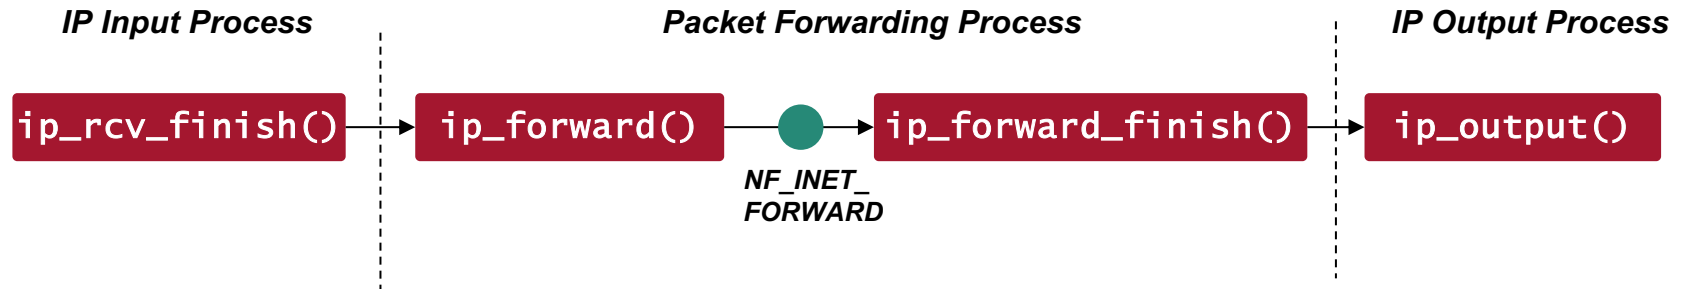 IP Input Process
Packet Forwarding Process
IP Output Process
ip_rcv_finish()
ip_forward()
ip_forward_finish()
ip_output()
NF_INET_
FORWARD